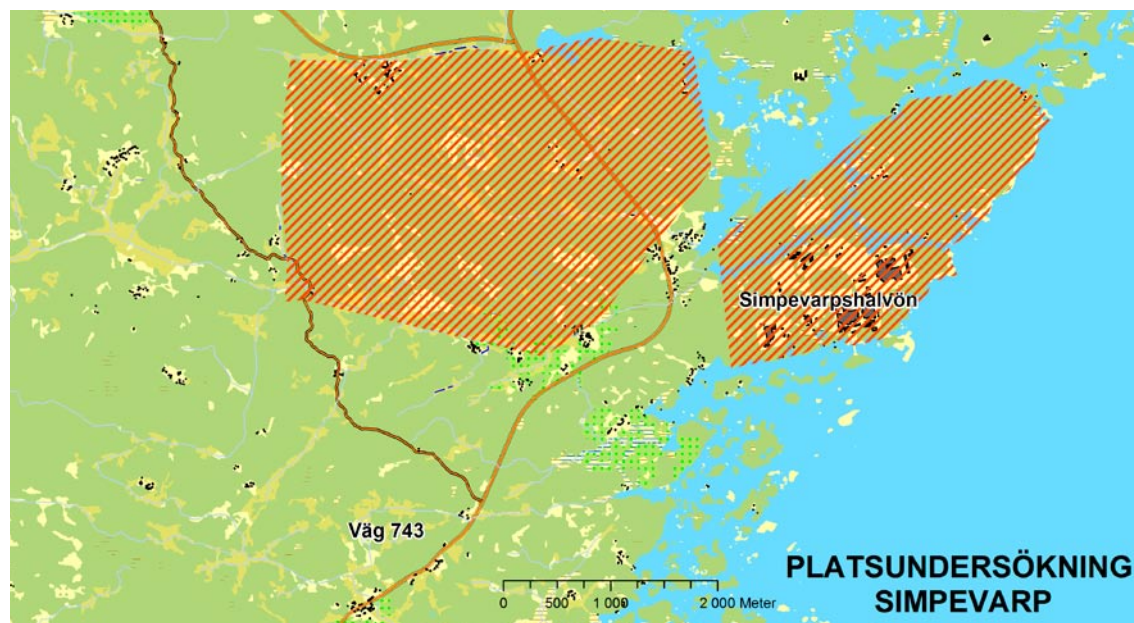 Simpevarpshalvön
Väg 743
PLATSUNDERSÖKNING
SIMPEVARP
0 500 1 000 2 000 Meter